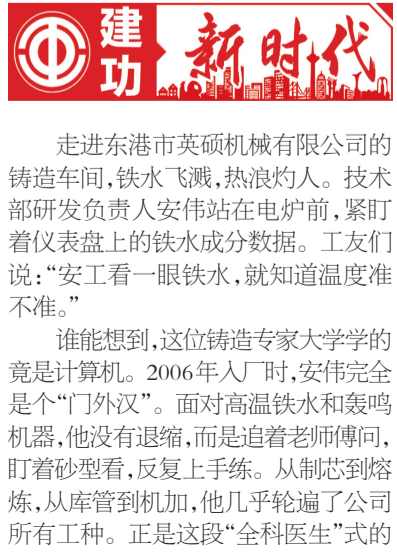 建功
新时代
走进东港市英硕机械有限公司的
铸造车间,铁水飞溅,热浪灼人。技术
部研发负责人安伟站在电炉前,紧盯
着仪表盘上的铁水成分数据。工友们
说:“安工看一眼铁水,就知道温度准
不准。”
谁能想到,这位铸造专家大学学的
竟是计算机。2006年入厂时,安伟完全
是个“门外汉”。面对高温铁水和轰鸣
机器,他没有退缩,而是追着老师傅问,
盯着砂型看,反复上手练。从制芯到熔
炼,从库管到机加,他几乎轮遍了公司
所有工种。正是这段“全科医生”式的